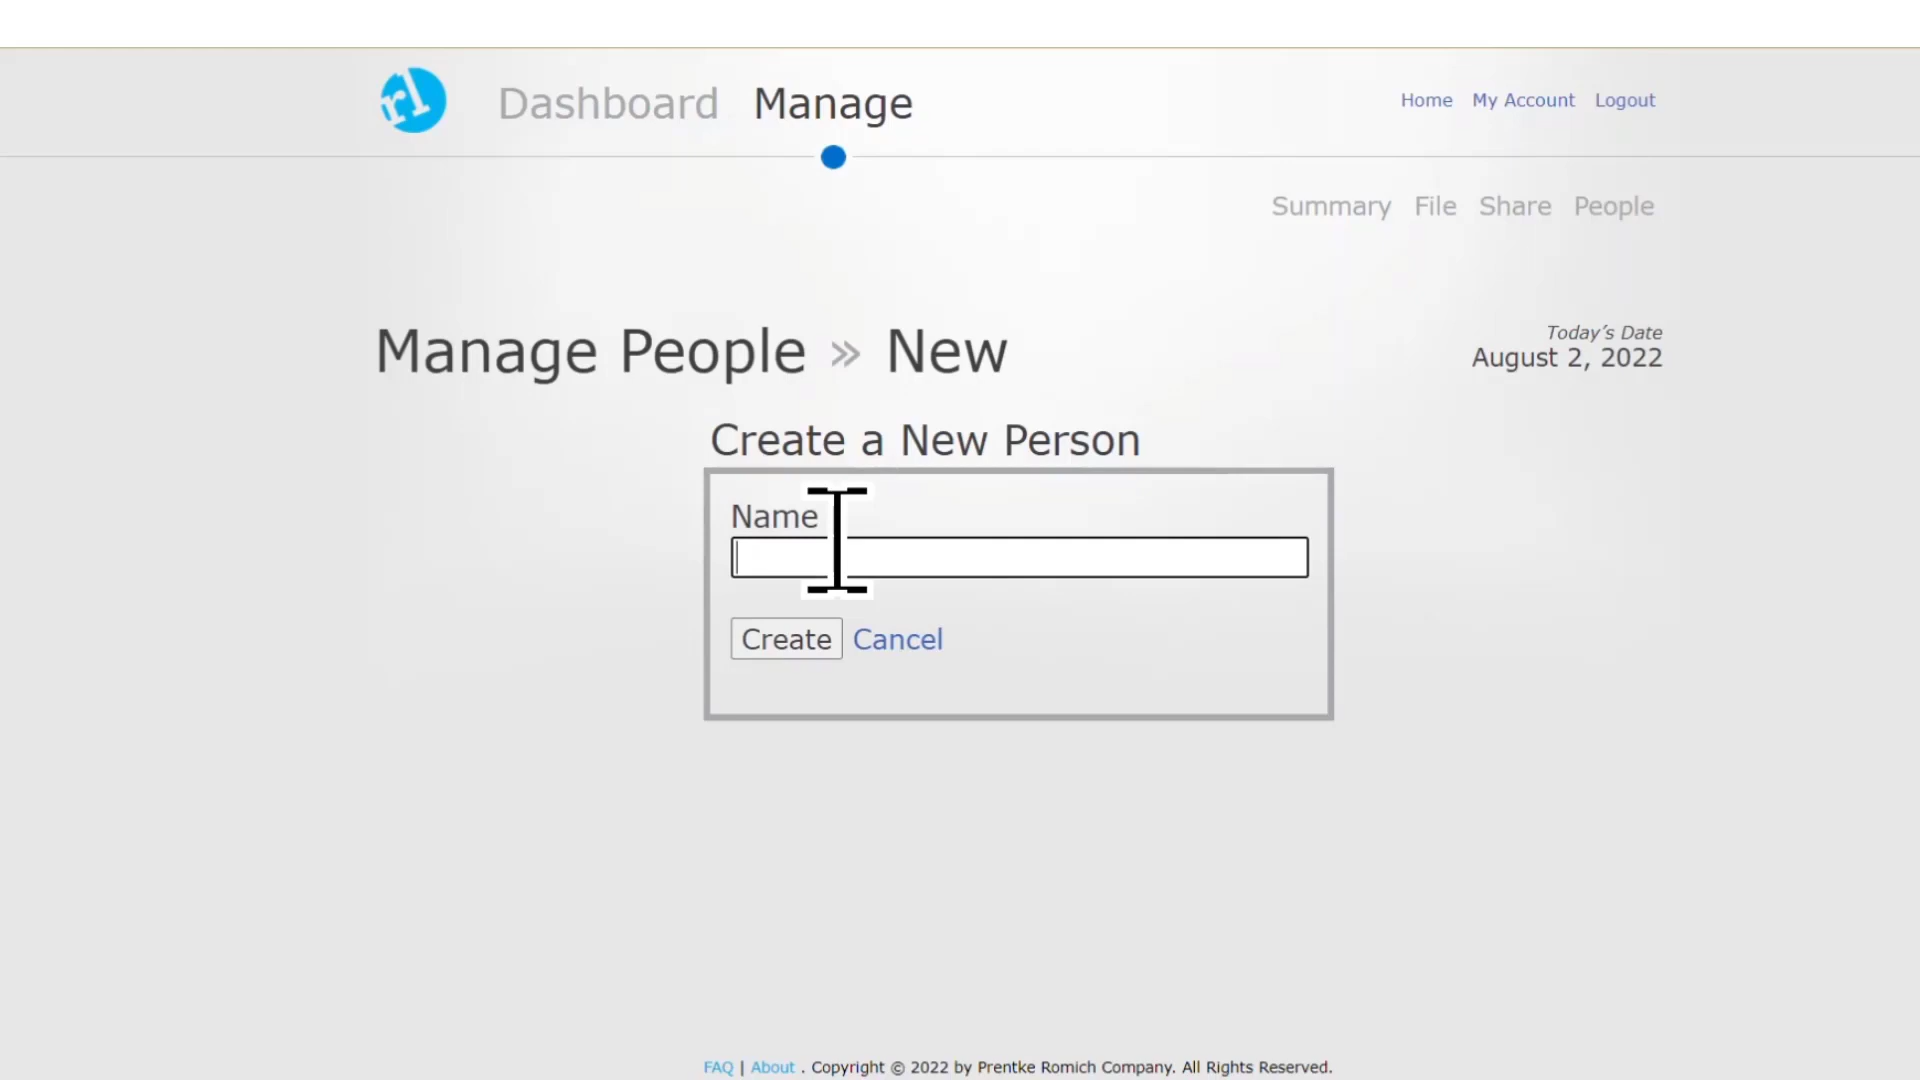 rl
Dashboard Manage
Home My Account Logout
Summary File Share People
Manage People » New
Today's Date
August 2, 2022
Create a New Person
Name
Create Cancel
FAQ | About . Copyright © 2022 by Prentke Romich Company. All Rights Reserved.